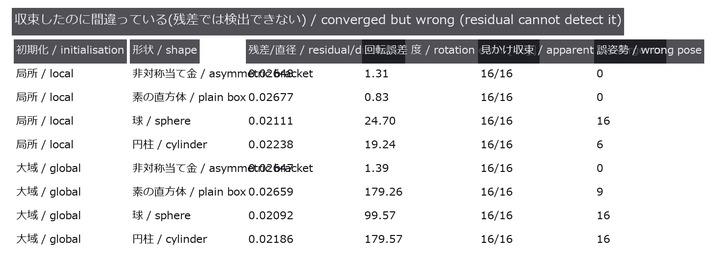 収束したのに間違っている(残差では検出できない) / converged but wrong (residual cannot detect it)
初期化 / initialisation 形状 / shape 残差/直径 / residual/d 回転誤差 度 / rotation 見かけ収束 / apparent 誤姿勢 / wrong pose
局所 / local 非対称当て金 / asymmetric bracket 1.31 16/16 0
局所 / local 素の直方体 / plain box 0.02677 0.83 16/16 0
局所 / local 球 / sphere 0.02111 24.70 16/16 16
局所 / local 円柱 / cylinder 0.02238 19.24 16/16 6
大域 / global 非対称当て金 / asymmetric bracket 1.39 16/16 0
大域 / global 素の直方体 / plain box 0.02659 179.26 16/16 9
大域 / global 球 / sphere 0.02092 99.57 16/16 16
大域 / global 円柱 / cylinder 0.02186 179.57 16/16 16